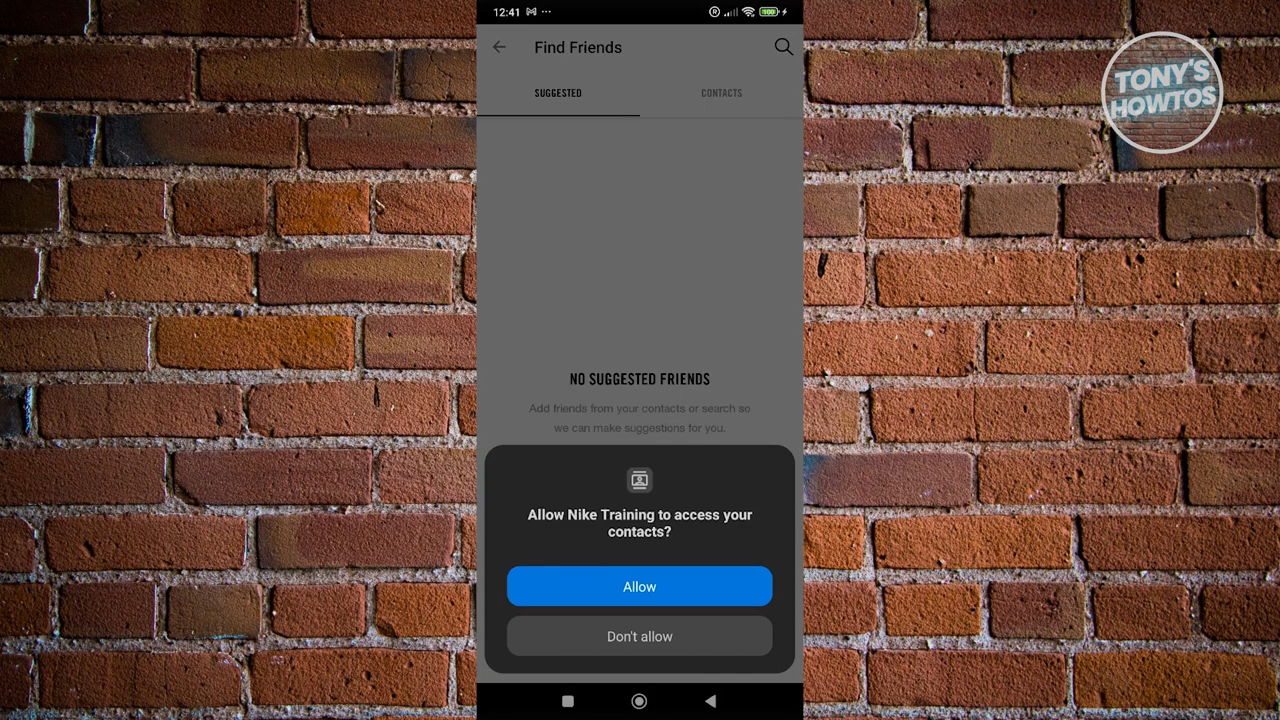 12:41
100
Find Friends
SUGGESTED
CONTACTS
TONY'S
HOWTOS
NO SUGGESTED FRIENDS
Add friends from your contacts or search so
we can make suggestions for you.
Allow Nike Training to access your
contacts?
Allow
Don't allow